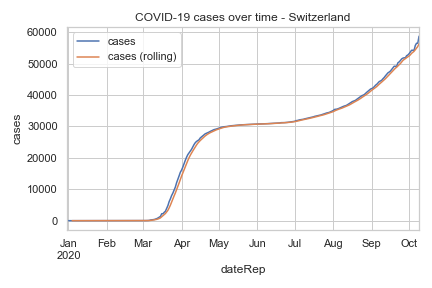 COVID-19 cases over time - Switzerland
cases
cases (rolling)
60000
50000
40000
30000
20000
10000
0
cases
Jan Feb Mar Apr May Jun Jul Aug Sep Oct
2020
dateRep